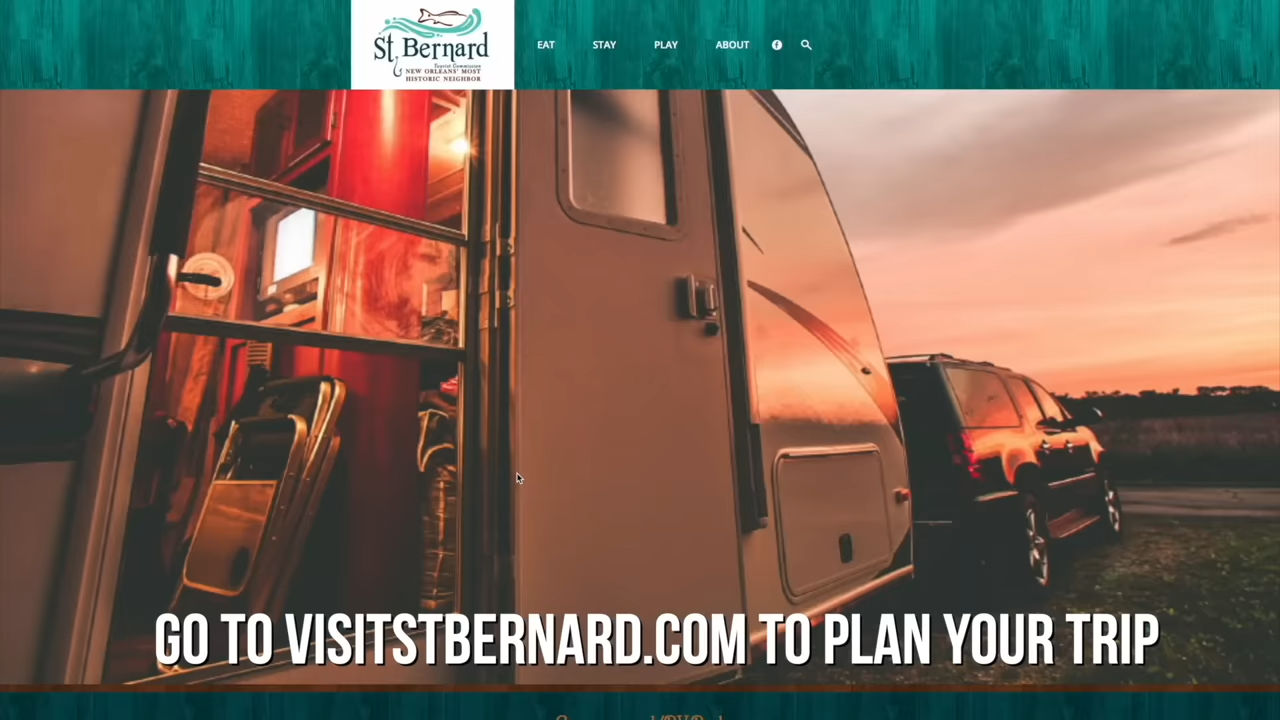 St. Bernard
Tourist Commission
NEW ORLEANS' MOST
HISTORIC NEIGHBOR
EAT
STAY
PLAY
ABOUT
GO TO VISITSTBERNARD.COM TO PLAN YOUR TRIP